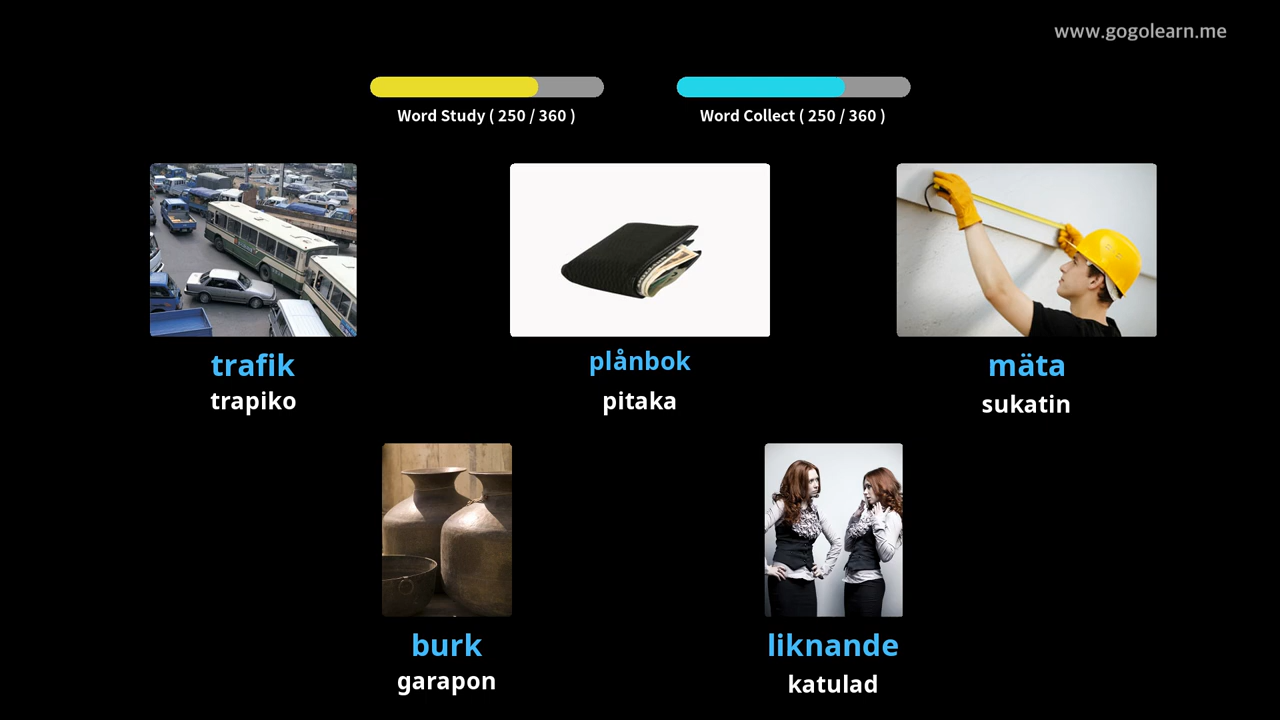 www.gogolearn.me
Word Study ( 250 / 360 )
Word Collect ( 250 / 360 )
trafik
trapiko
plånbok
pitaka
mäta
sukatin
burk
garapon
liknande
katulad